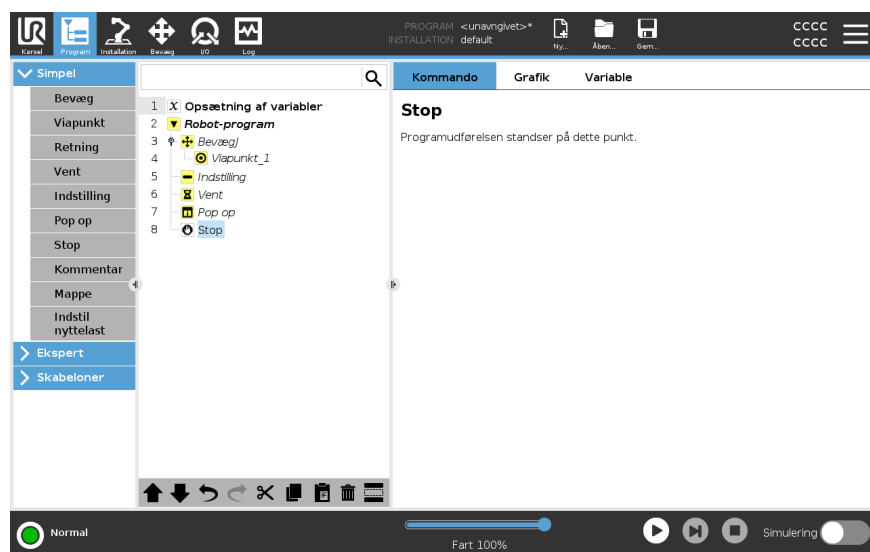 UR
Kørsel
Program
Installation
Bevæg
I/O
Log
PROGRAM <unavngivet>*
INSTALLATION default
Ny...
Åben...
Gem...
cccc
cccc
Simpel
Bevæg
Viapunkt
Retning
Vent
Indstilling
Pop op
Stop
Kommentar
Mappe
Indstil
nyttelast
Ekspert
Skabeloner
1 X Opsætning af variabler
2 Robot-program
3 BevægJ
4 Viapunkt_1
5 Indstilling
6 Vent
7 Pop op
8 Stop
Kommando
Grafik
Variable
Stop
Programudførelsen standser på dette punkt.
Normal
Fart 100%
Simulering